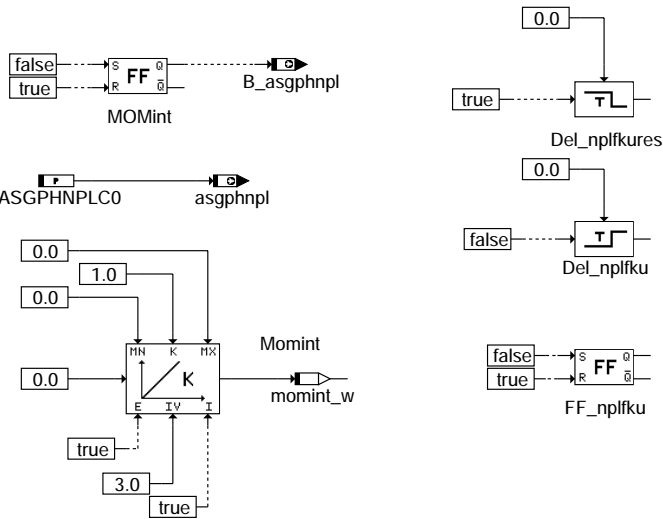 0.0
false
S
Q
FF
true
R
Q
MOMint
B_asgphnpl
true
T
Del_nplfkures
P
ASGPHNPLC0
asgphnpl
0.0
false
T
Del_nplfku
0.0
1.0
0.0
MN
K
MX
0.0
K
E
IV
I
Momint
momint_w
true
3.0
true
false
S
Q
FF
true
R
Q
FF_nplfku